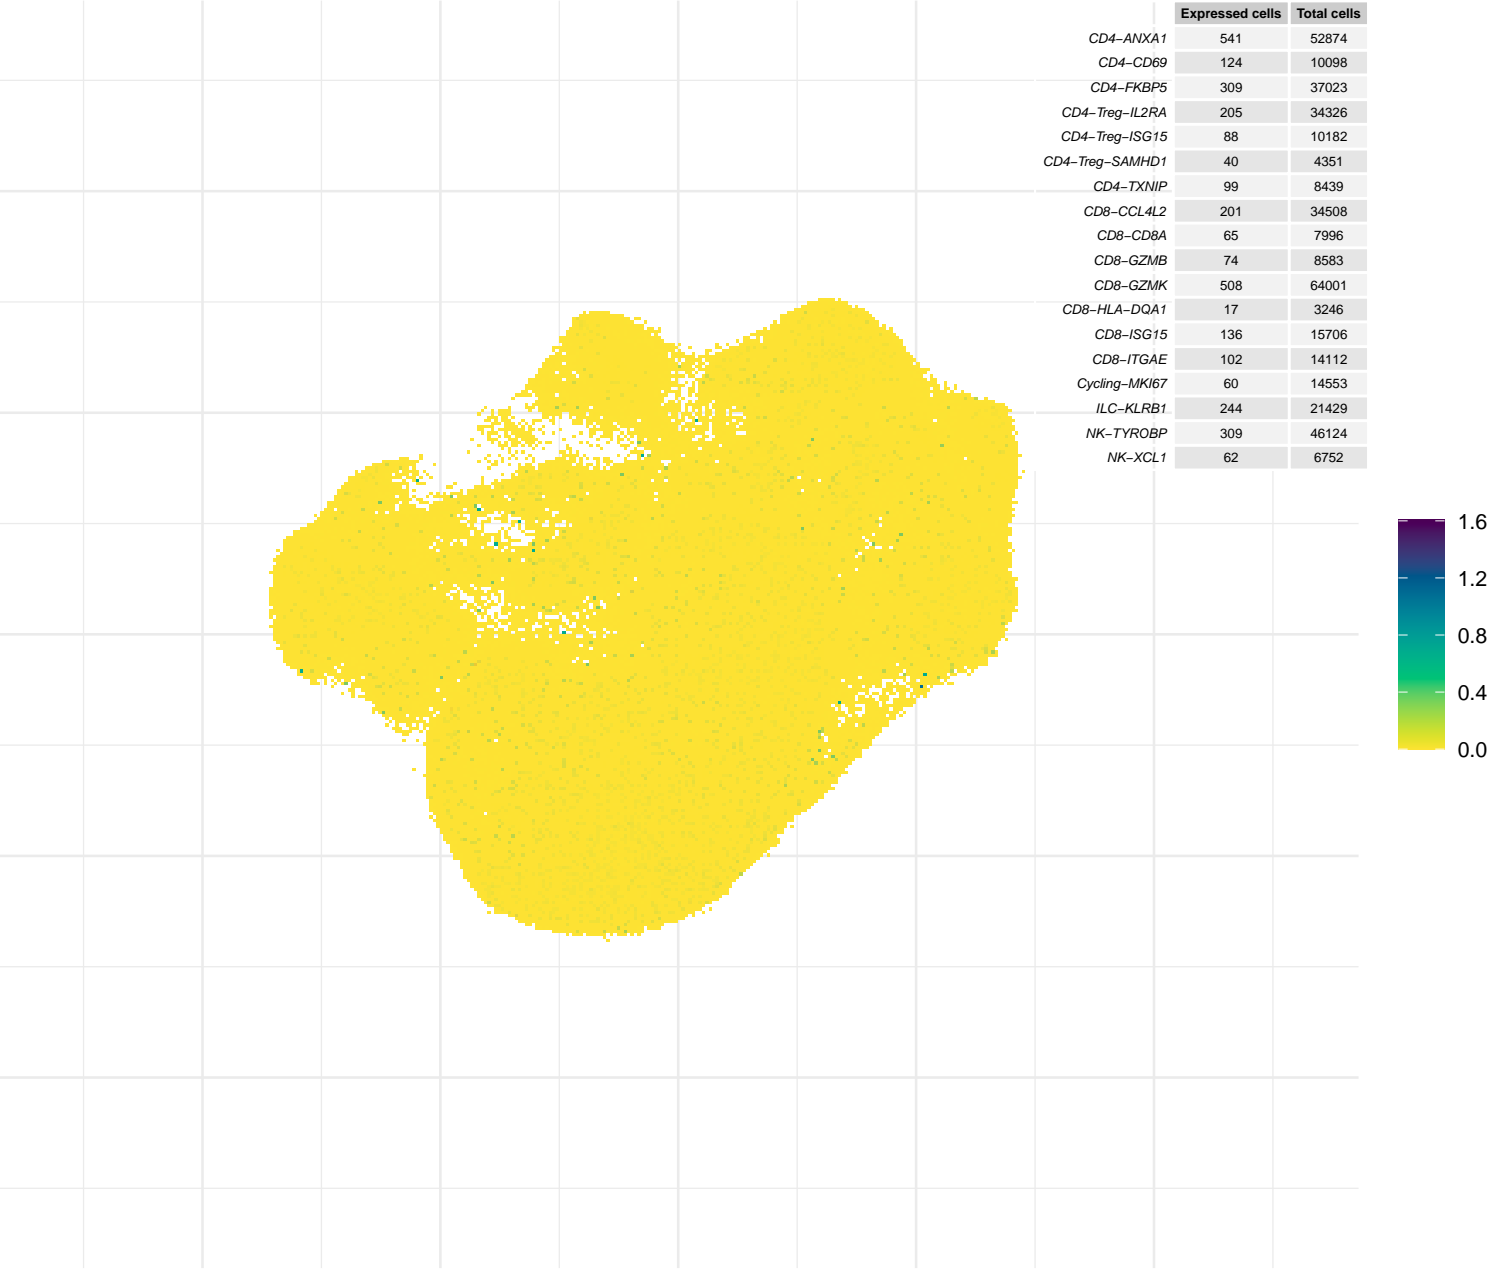 Expressed cells Total cells
CD4−ANXA1 541 52874
CD4−CD69 124 10098
CD4−FKBP5 309 37023
CD4−Treg−IL2RA 205 34326
CD4−Treg−ISG15 88 10182
CD4−Treg−SAMHD1 40 4351
CD4−TXNIP 99 8439
CD8−CCL4L2 201 34508
CD8−CD8A 65 7996
CD8−GZMB 74 8583
CD8−GZMK 508 64001
CD8−HLA−DQA1 17 3246
CD8−ISG15 136 15706
CD8−ITGAE 102 14112
Cycling−MKI67 60 14553
ILC−KLRB1 244 21429
NK−TYROBP 309 46124
NK−XCL1 62 6752
1.6
1.2
0.8
0.4
0.0